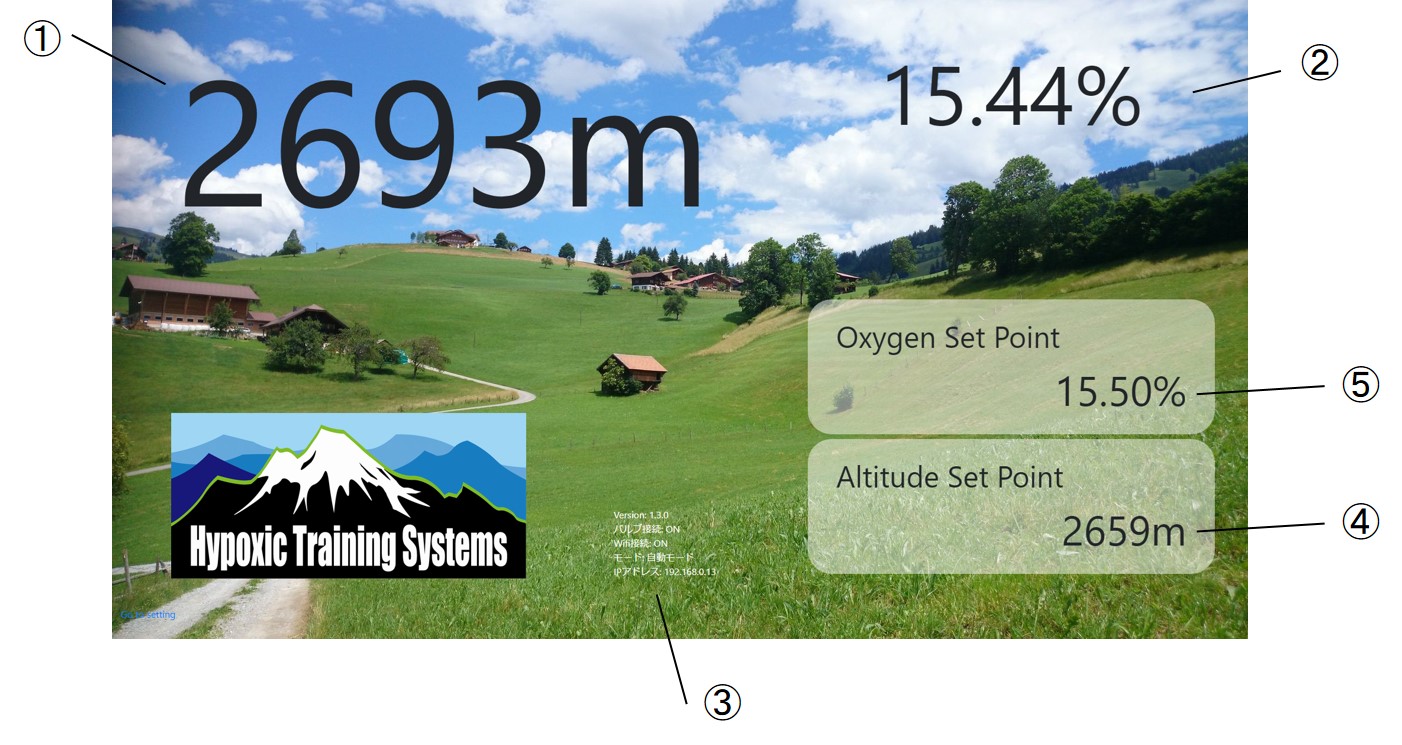 ①
2693m
15.44%
②
Oxygen Set Point
15.50%
⑤
Altitude Set Point
2659m
④
Hypoxic Training Systems
Version: 1.3.0
バルブ接続: ON
Wifi接続: ON
モード: 自動モード
IPアドレス: 192.168.0.13
Go to setting
③